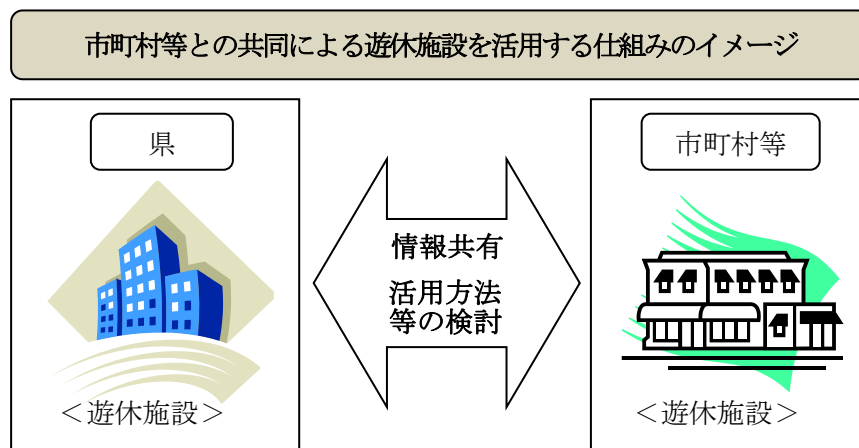 市町村等との共同による遊休施設を活用する仕組みのイメージ
県
市町村等
情報共有
活用方法
等の検討
＜遊休施設＞
＜遊休施設＞